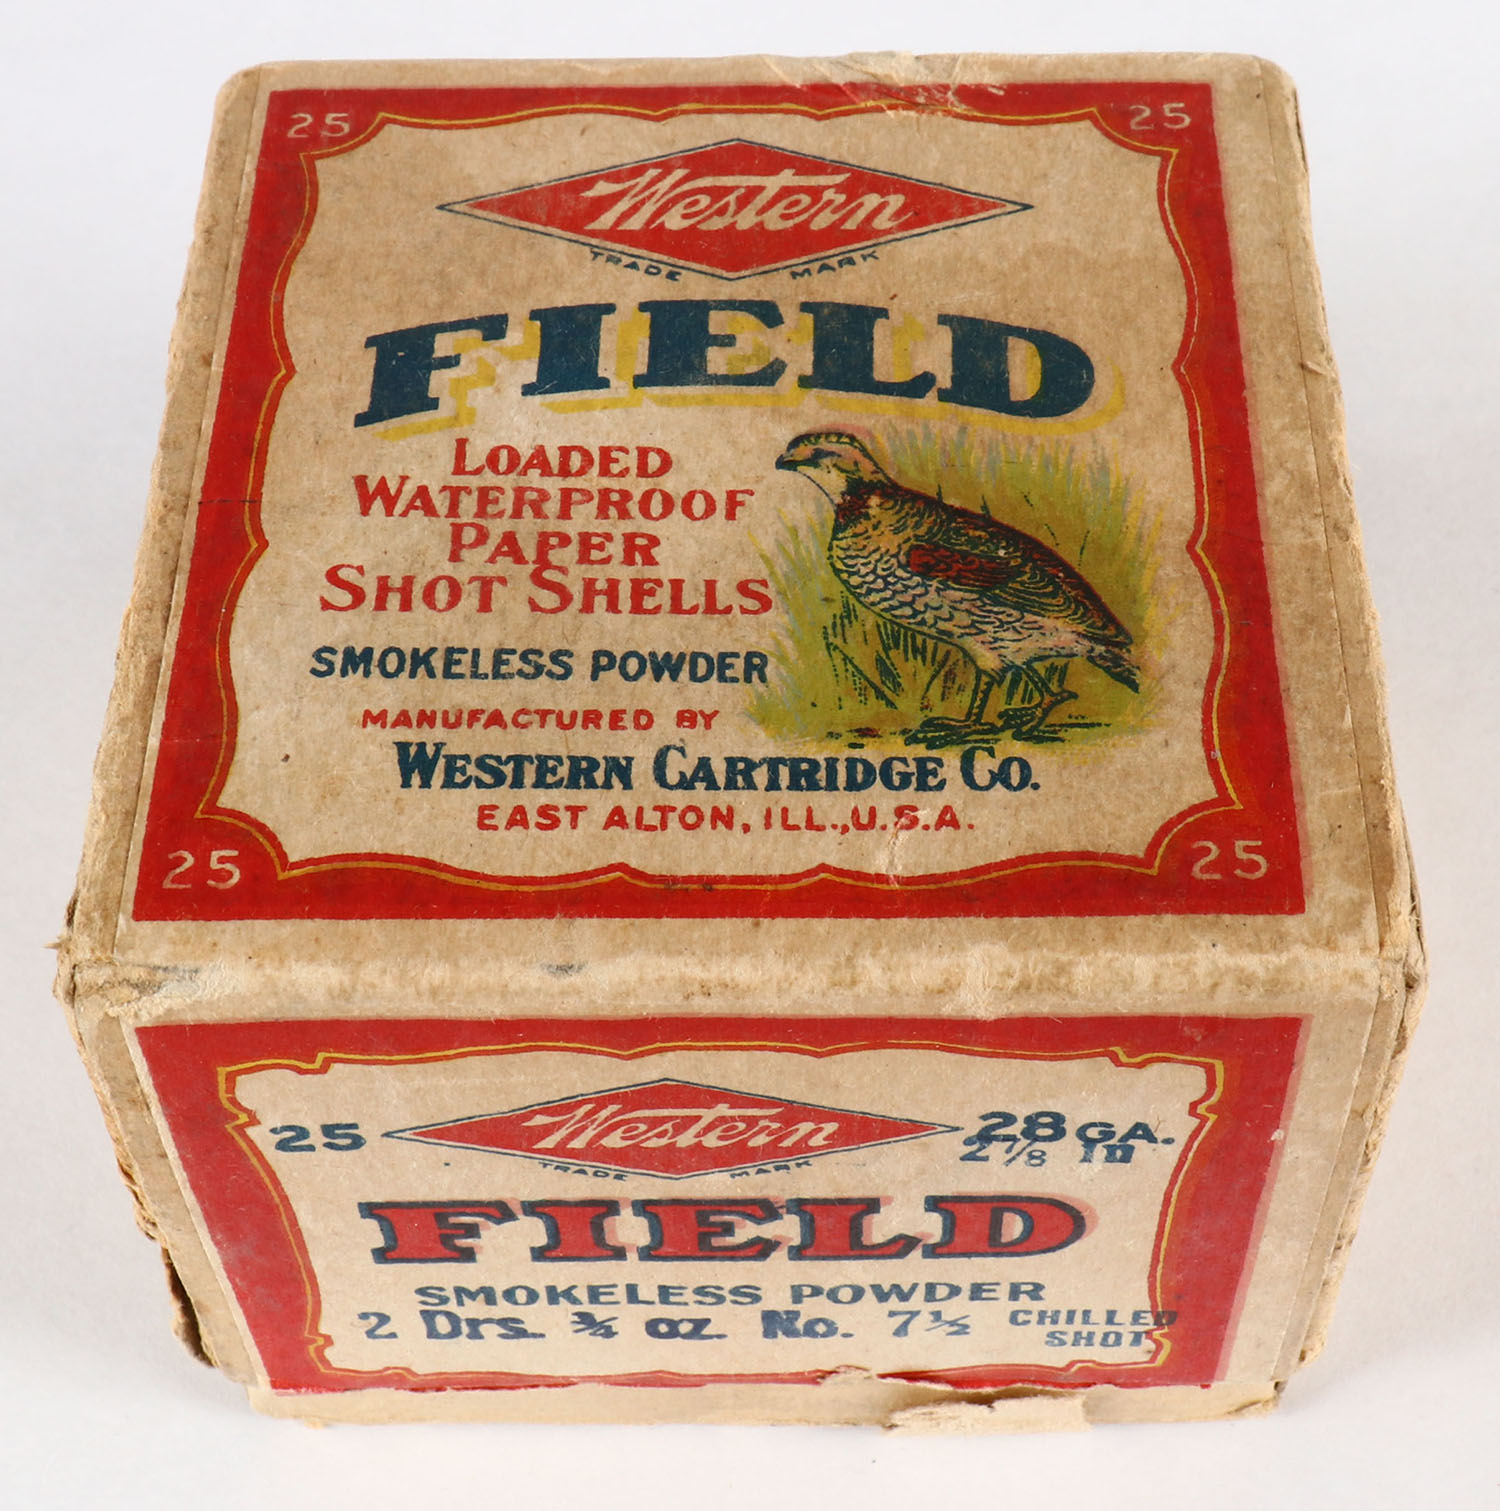 25 25
Western
TRADE MARK
FIELD
LOADED
WATERPROOF
PAPER
SHOT SHELLS
SMOKELESS POWDER
MANUFACTURED BY
WESTERN CARTRIDGE CO.
EAST ALTON, ILL., U.S.A.
25 25
25 Western 28 GA.
2 7/8 In
TRADE MARK
FIELD
SMOKELESS POWDER
2 Drs. ¾ oz. No. 7½ CHILLED
SHOT